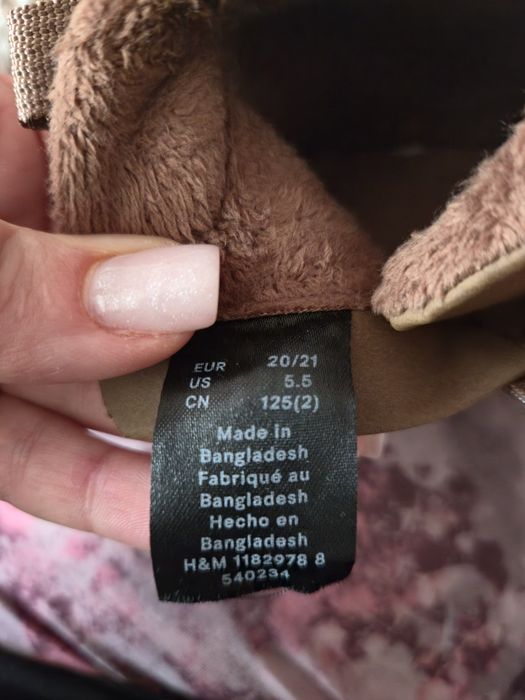 EUR 20/21
US 5.5
CN 125(2)
Made in
Bangladesh
Fabriqué au
Bangladesh
Hecho en
Bangladesh
H&M 1182978 8
540234